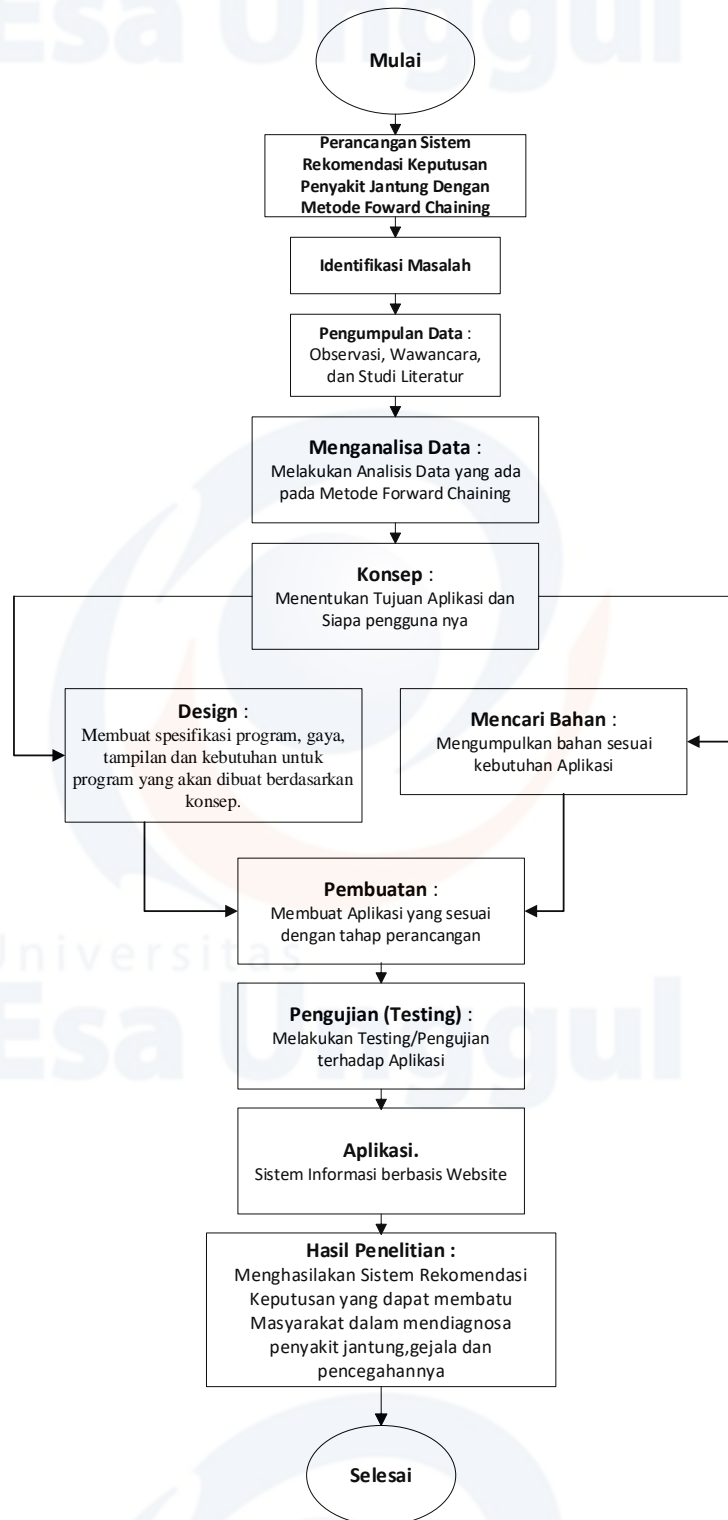 Esa Unggul
Mulai
Perancangan Sistem
Rekomendasi Keputusan
Penyakit Jantung Dengan
Metode Foward Chaining
Identifikasi Masalah
Pengumpulan Data :
Observasi, Wawancara,
dan Studi Literatur
Menganalisa Data :
Melakukan Analisis Data yang ada
pada Metode Forward Chaining
Konsep :
Menentukan Tujuan Aplikasi dan
Siapa pengguna nya
Design :
Membuat spesifikasi program, gaya,
tampilan dan kebutuhan untuk
program yang akan dibuat berdasarkan
konsep.
Mencari Bahan :
Mengumpulkan bahan sesuai
kebutuhan Aplikasi
Pembuatan :
Membuat Aplikasi yang sesuai
dengan tahap perancangan
Universitas
Esa Unggul
Pengujian (Testing) :
Melakukan Testing/Pengujian
terhadap Aplikasi
Aplikasi.
Sistem Informasi berbasis Website
Hasil Penelitian :
Menghasilakan Sistem Rekomendasi
Keputusan yang dapat membatu
Masyarakat dalam mendiagnosa
penyakit jantung,gejala dan
pencegahannya
Selesai